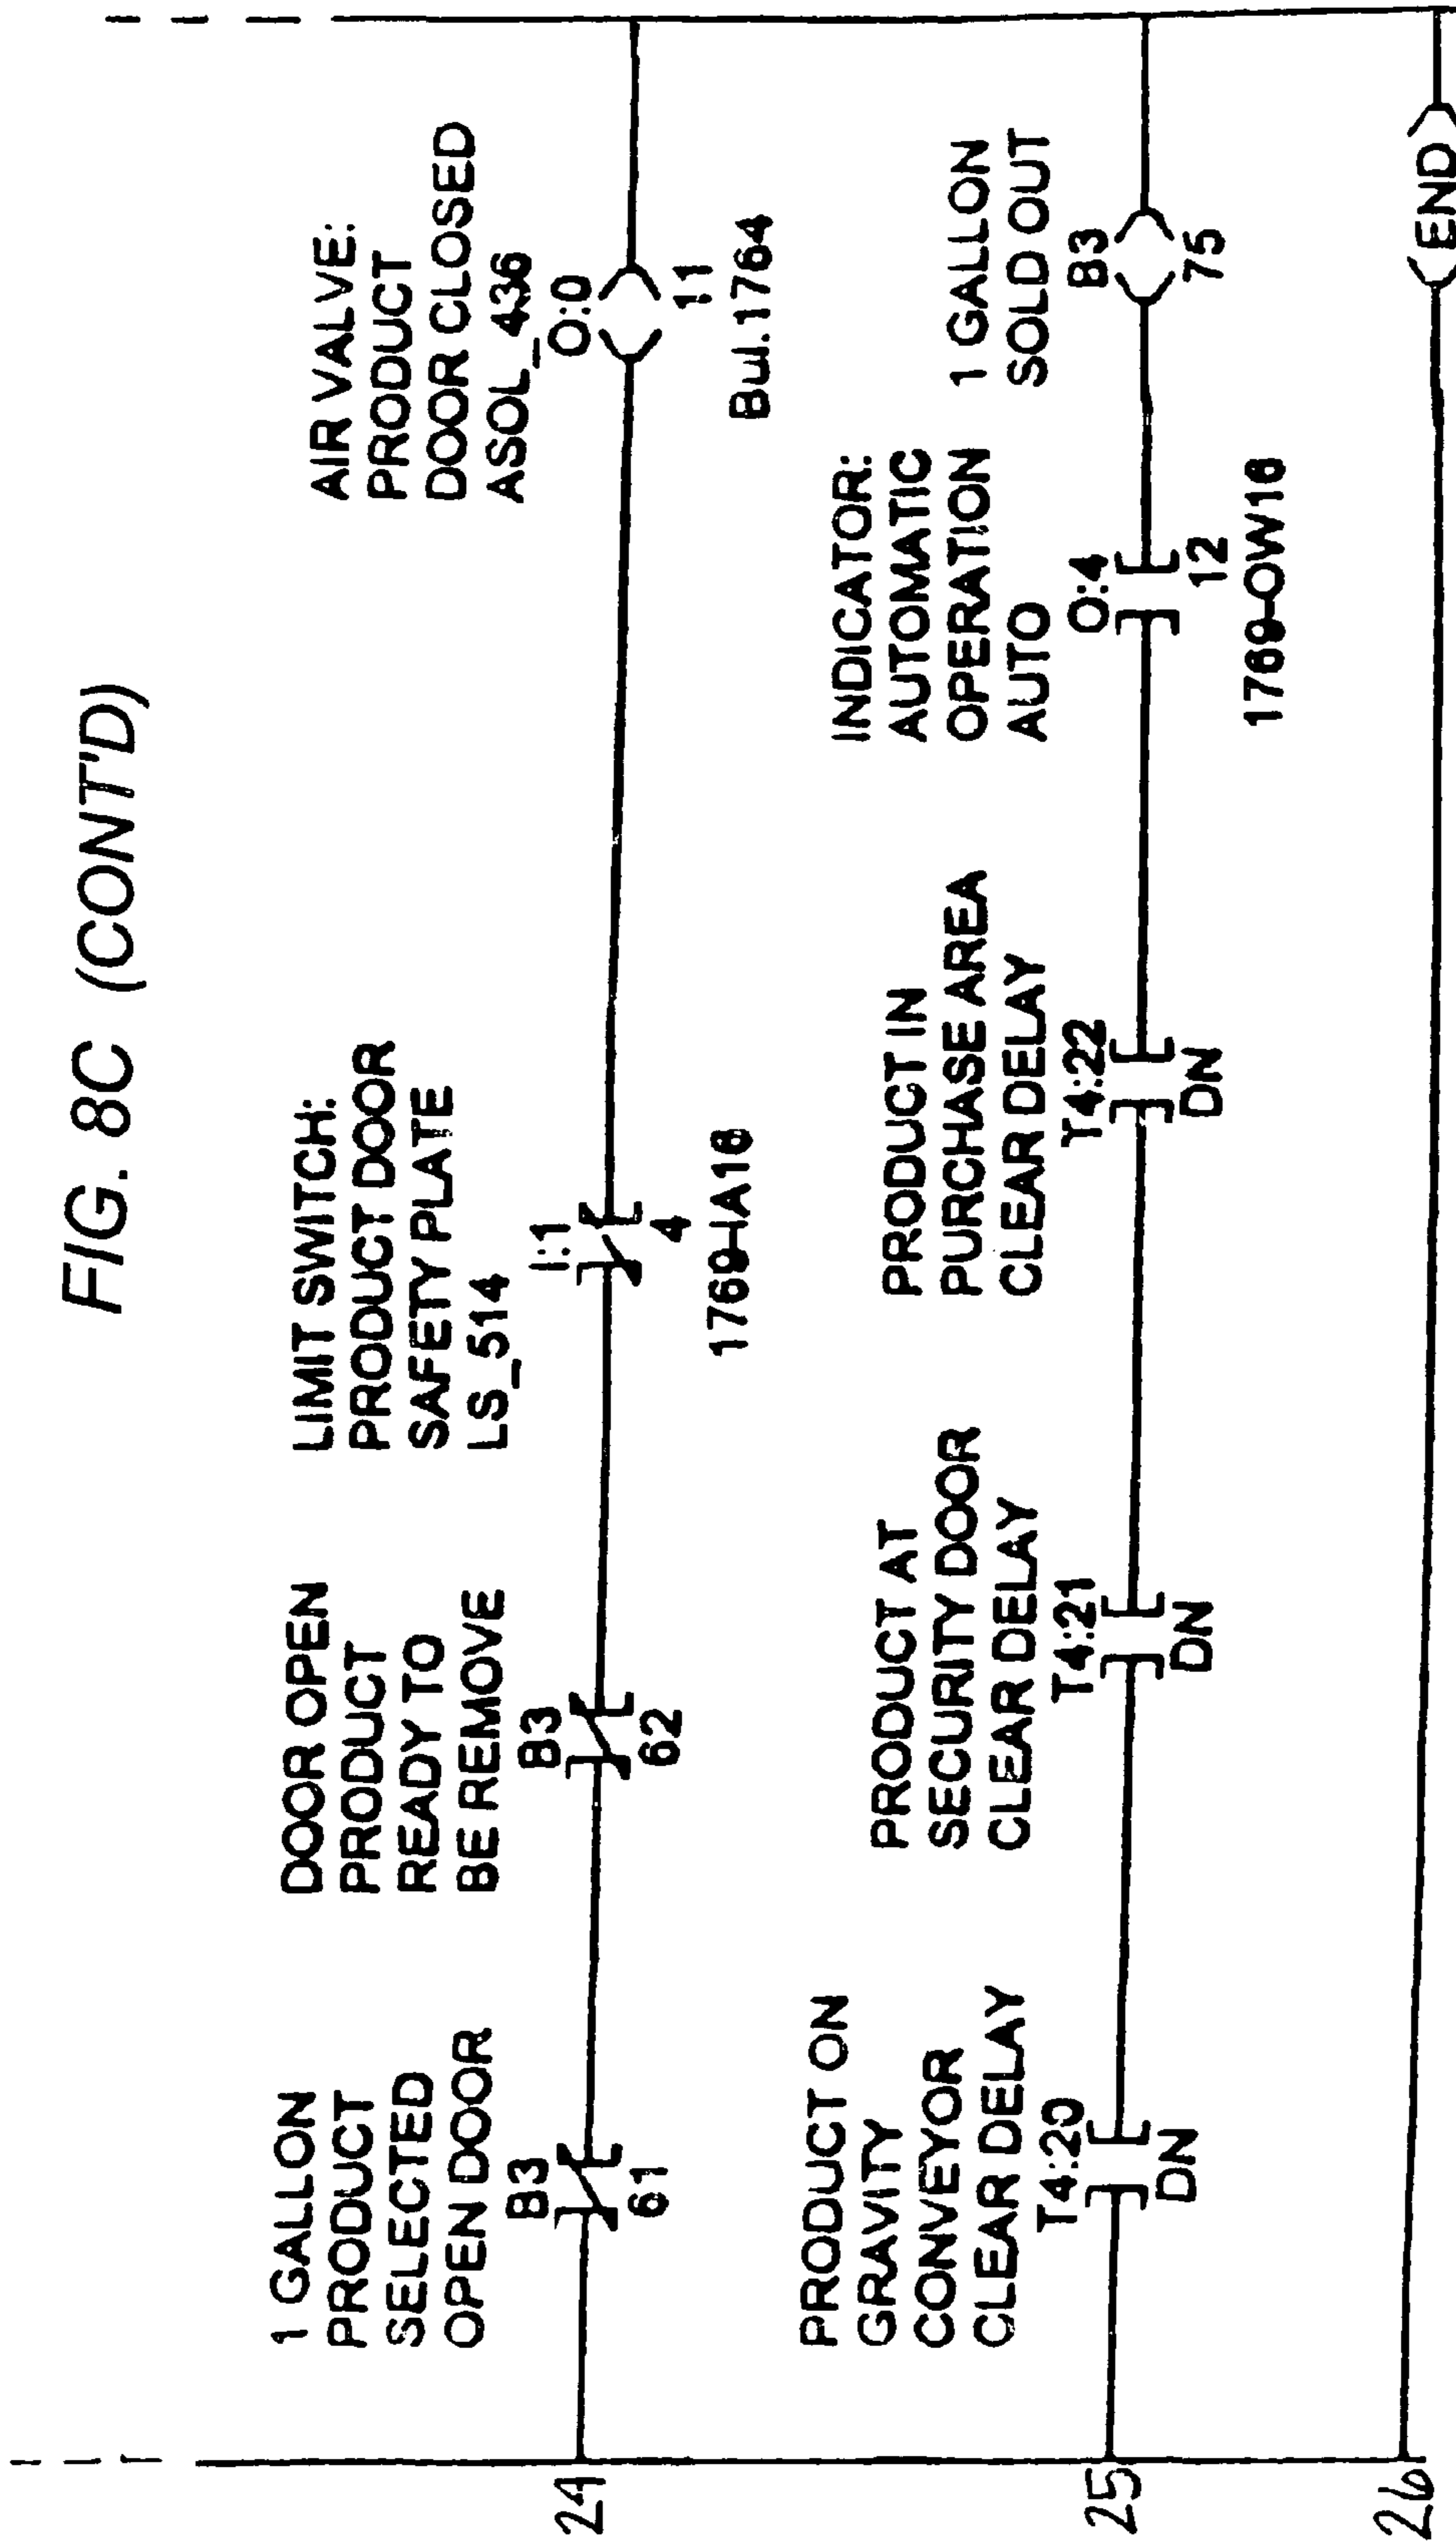 FIG. 8C (CONT'D)
24
1 GALLON
PRODUCT
SELECTED
OPEN DOOR
B3
61
DOOR OPEN
PRODUCT
READY TO
BE REMOVE
B3
62
LIMIT SWITCH:
PRODUCT DOOR
SAFETY PLATE
LS_514
I:1
4
1769-IA16
AIR VALVE:
PRODUCT
DOOR CLOSED
ASOL_436
O:0
11
Bul.1764
25
PRODUCT ON
GRAVITY
CONVEYOR
CLEAR DELAY
T4:20
DN
PRODUCT AT
SECURITY DOOR
CLEAR DELAY
T4:21
DN
PRODUCT IN
PURCHASE AREA
CLEAR DELAY
T4:22
DN
INDICATOR:
AUTOMATIC
OPERATION
AUTO
O:4
12
1769-OW16
1 GALLON
SOLD OUT
B3
75
26
END